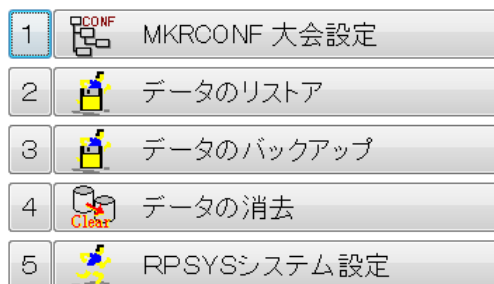 1 CONF MKRCONF 大会設定
2 データのリストア
3 データのバックアップ
4 Clear データの消去
5 RPSYSシステム設定